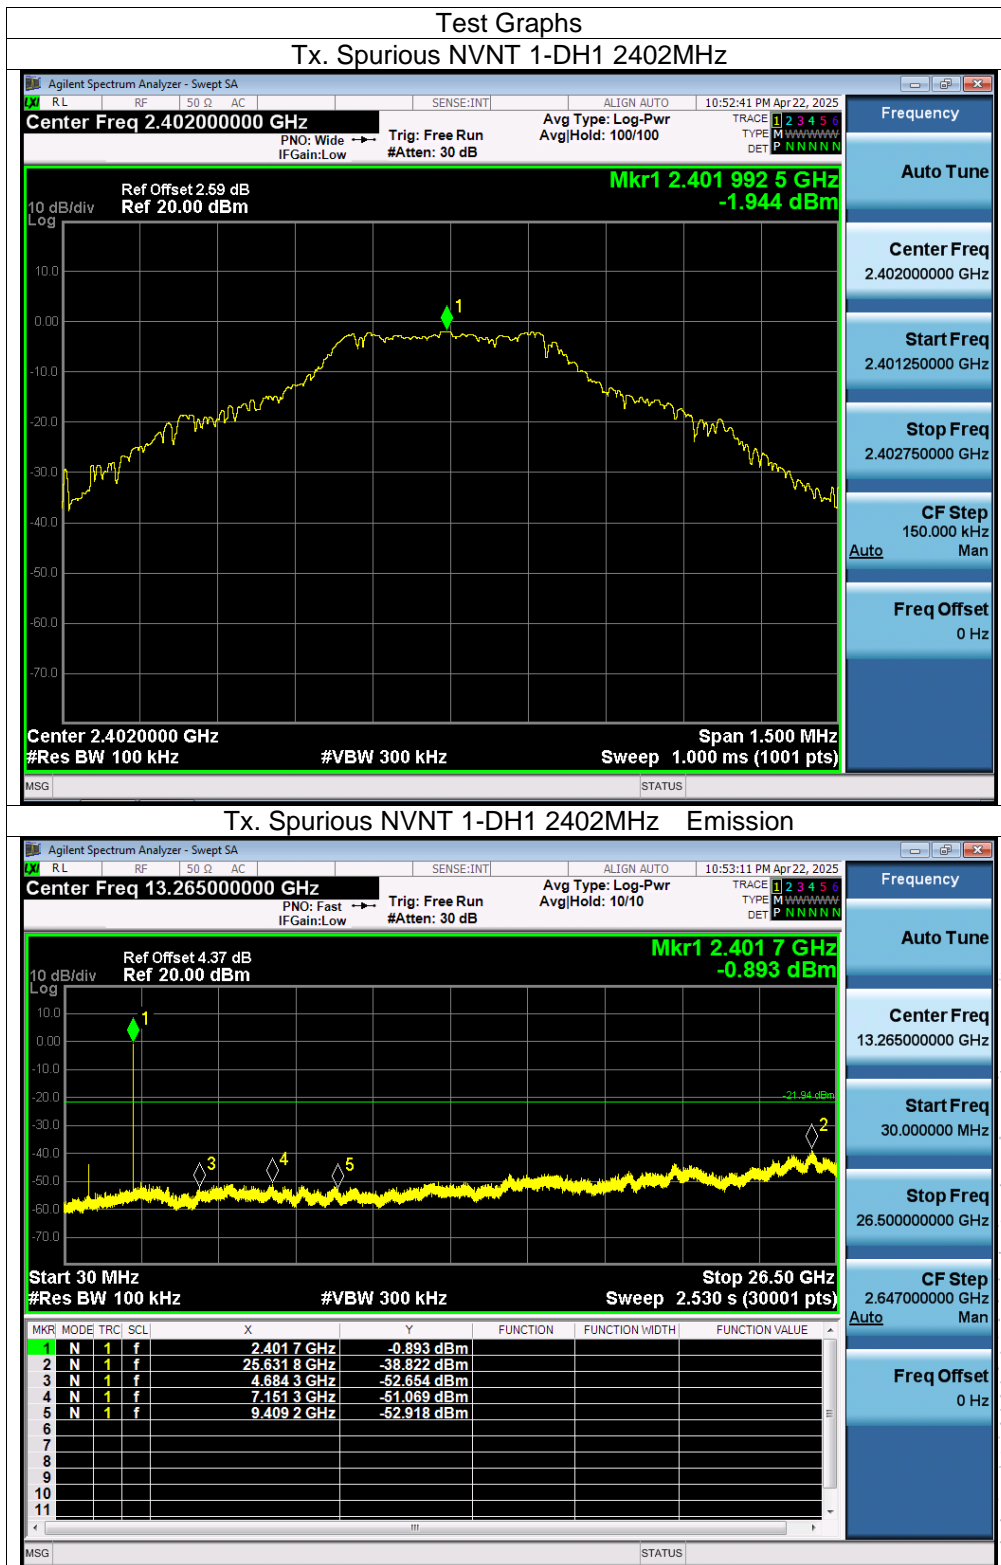 Test Graphs
Tx. Spurious NVNT 1-DH1 2402MHz
Agilent Spectrum Analyzer - Swept SA
LXI RL RF 50 Ω AC SENSE:INT ALIGN AUTO 10:52:41 PM Apr 22, 2025
Center Freq 2.402000000 GHz Avg Type: Log-Pwr TRACE 1 2 3 4 5 6
PNO: Wide Trig: Free Run Avg|Hold: 100/100 TYPE M WWWWW
IFGain:Low #Atten: 30 dB DET P N N N N N
Mkr1 2.401 992 5 GHz
-1.944 dBm
Ref Offset 2.59 dB
10 dB/div Ref 20.00 dBm
Log
10.0
0.00
-10.0
-20.0
-30.0
-40.0
-50.0
-60.0
-70.0
1
Center 2.4020000 GHz Span 1.500 MHz
#Res BW 100 kHz #VBW 300 kHz Sweep 1.000 ms (1001 pts)
MSG STATUS
Frequency
Auto Tune
Center Freq
2.402000000 GHz
Start Freq
2.401250000 GHz
Stop Freq
2.402750000 GHz
CF Step
150.000 kHz
Auto Man
Freq Offset
0 Hz
Tx. Spurious NVNT 1-DH1 2402MHz Emission
Agilent Spectrum Analyzer - Swept SA
LXI RL RF 50 Ω AC SENSE:INT ALIGN AUTO 10:53:11 PM Apr 22, 2025
Center Freq 13.265000000 GHz Avg Type: Log-Pwr TRACE 1 2 3 4 5 6
PNO: Fast Trig: Free Run Avg|Hold: 10/10 TYPE M WWWWW
IFGain:Low #Atten: 30 dB DET P N N N N N
Mkr1 2.401 7 GHz
-0.893 dBm
Ref Offset 4.37 dB
10 dB/div Ref 20.00 dBm
Log
10.0
0.00
-10.0
-20.0
-30.0
-40.0
-50.0
-60.0
-70.0
1
-21.94 dBm
2
3
4
5
Start 30 MHz Stop 26.50 GHz
#Res BW 100 kHz #VBW 300 kHz Sweep 2.530 s (30001 pts)
MKR MODE TRC SCL X Y FUNCTION FUNCTION WIDTH FUNCTION VALUE
1 N 1 f 2.401 7 GHz -0.893 dBm
2 N 1 f 25.631 8 GHz -38.822 dBm
3 N 1 f 4.684 3 GHz -52.654 dBm
4 N 1 f 7.151 3 GHz -51.069 dBm
5 N 1 f 9.409 2 GHz -52.918 dBm
6
7
8
9
10
11
MSG STATUS
Frequency
Auto Tune
Center Freq
13.265000000 GHz
Start Freq
30.000000 MHz
Stop Freq
26.500000000 GHz
CF Step
2.647000000 GHz
Auto Man
Freq Offset
0 Hz